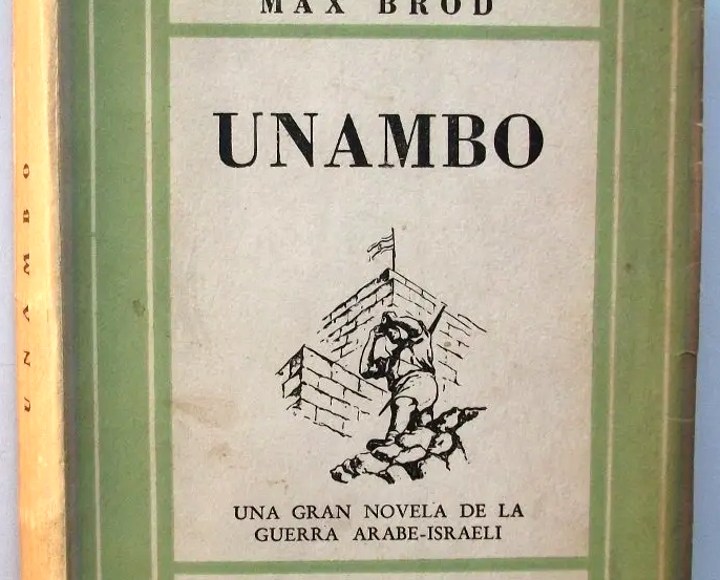 MAX BROD
UNAMBO
UNA GRAN NOVELA DE LA
GUERRA ARABE-ISRAELI
UNAMBO